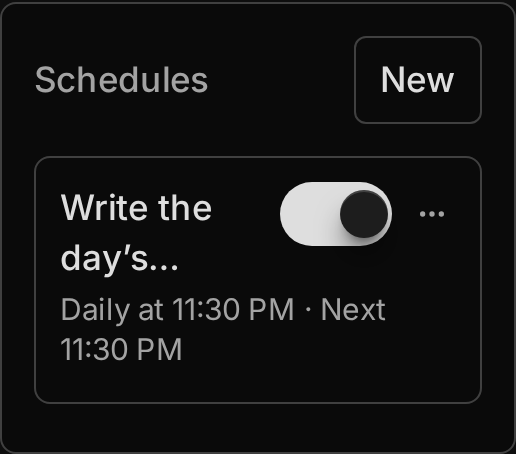 Schedules
New
Write the
day’s...
Daily at 11:30 PM · Next
11:30 PM